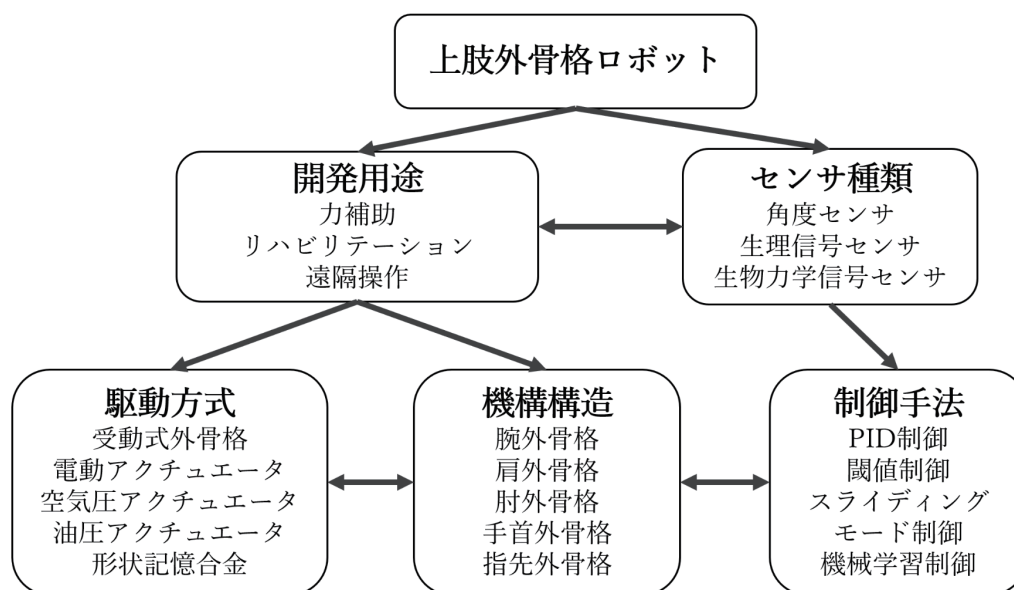 上肢外骨格ロボット
開発用途
力補助
リハビリテーション
遠隔操作
センサ種類
角度センサ
生理信号センサ
生物力学信号センサ
駆動方式
受動式外骨格
電動アクチュエータ
空気圧アクチュエータ
油圧アクチュエータ
形状記憶合金
機構構造
腕外骨格
肩外骨格
肘外骨格
手首外骨格
指先外骨格
制御手法
PID制御
閾値制御
スライディング
モード制御
機械学習制御